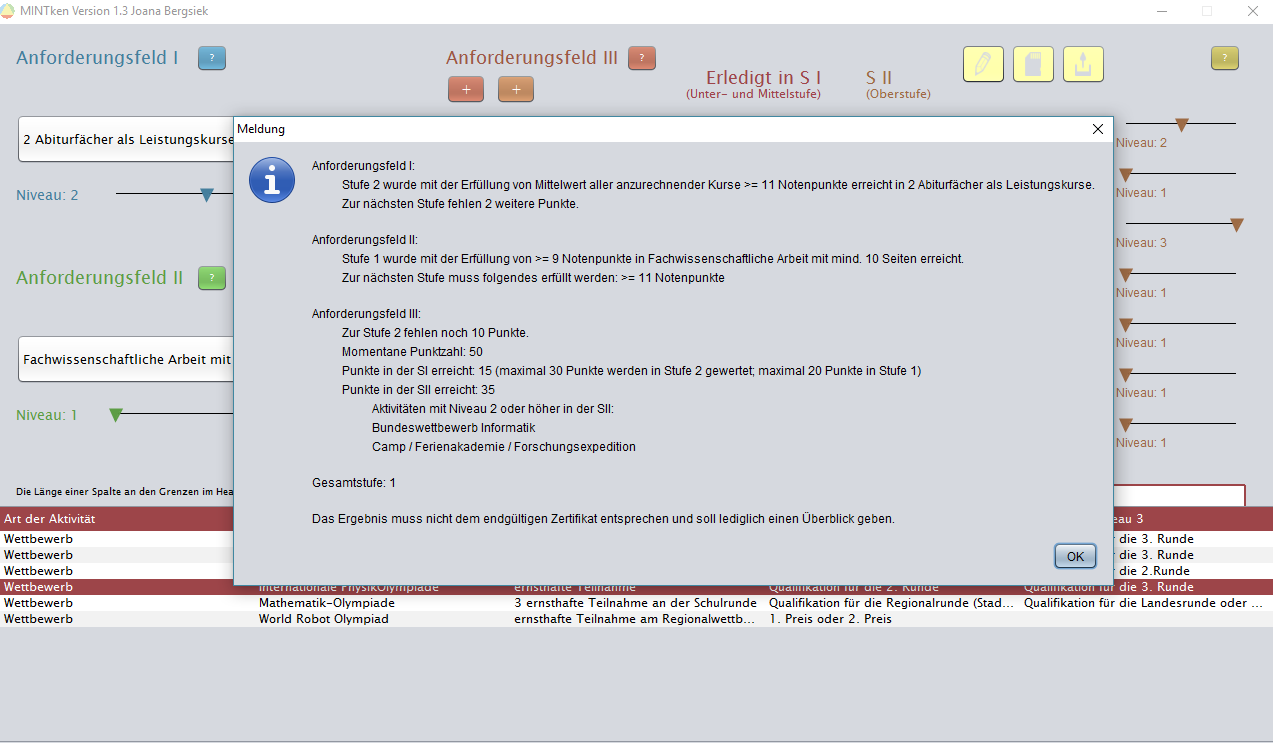 MINTken Version 1.3 Joana Bergsiek
Anforderungsfeld I
?
Anforderungsfeld III
?
+
+
Erledigt in S I
(Unter- und Mittelstufe)
S II
(Oberstufe)
?
2 Abiturfächer als Leistungskurse
Niveau: 2
Anforderungsfeld II
?
Fachwissenschaftliche Arbeit mit
Niveau: 1
Meldung
Anforderungsfeld I:
Stufe 2 wurde mit der Erfüllung von Mittelwert aller anzurechnender Kurse >= 11 Notenpunkte erreicht in 2 Abiturfächer als Leistungskurse.
Zur nächsten Stufe fehlen 2 weitere Punkte.
Anforderungsfeld II:
Stufe 1 wurde mit der Erfüllung von >= 9 Notenpunkte in Fachwissenschaftliche Arbeit mit mind. 10 Seiten erreicht.
Zur nächsten Stufe muss folgendes erfüllt werden: >= 11 Notenpunkte
Anforderungsfeld III:
Zur Stufe 2 fehlen noch 10 Punkte.
Momentane Punktzahl: 50
Punkte in der SI erreicht: 15 (maximal 30 Punkte werden in Stufe 2 gewertet; maximal 20 Punkte in Stufe 1)
Punkte in der SII erreicht: 35
Aktivitäten mit Niveau 2 oder höher in der SII:
Bundeswettbewerb Informatik
Camp / Ferienakademie / Forschungsexpedition
Gesamtstufe: 1
Das Ergebnis muss nicht dem endgültigen Zertifikat entsprechen und soll lediglich einen Überblick geben.
OK
Niveau: 2
Niveau: 1
Niveau: 3
Niveau: 1
Niveau: 1
Niveau: 1
Niveau: 1
Die Länge einer Spalte an den Grenzen im Hea
Art der Aktivität eau 3
Wettbewerb die 3. Runde
Wettbewerb die 3. Runde
Wettbewerb die 2.Runde
Wettbewerb Internationale PhysikOlympiade ernsthafte Teilnahme Qualifikation für die 2. Runde Qualifikation für die 3. Runde
Wettbewerb Mathematik-Olympiade 3 ernsthafte Teilnahme an der Schulrunde Qualifikation für die Regionalrunde (Stad... Qualifikation für die Landesrunde oder ...
Wettbewerb World Robot Olympiad ernsthafte Teilnahme am Regionalwettb... 1. Preis oder 2. Preis